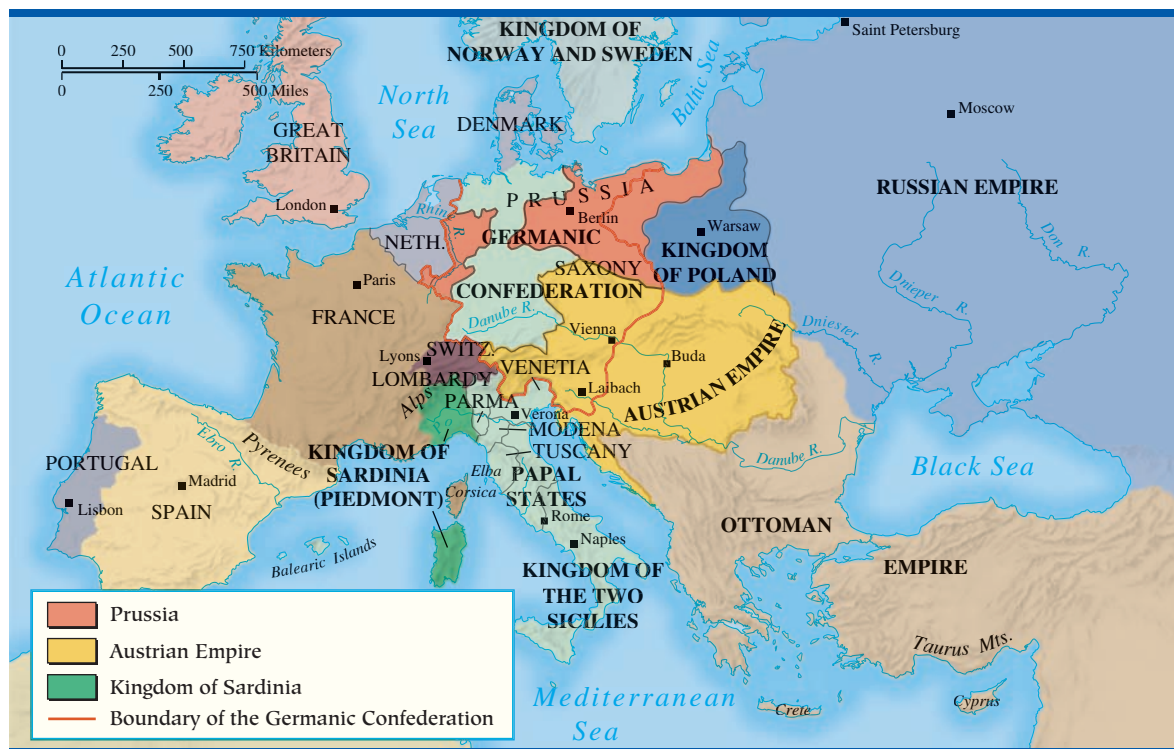 KINGDOM OF
NORWAY AND SWEDEN
Saint Petersburg
0 250 500 750 Kilometers
0 250 500 Miles
North
Sea
Baltic Sea
Moscow
DENMARK
GREAT
BRITAIN
RUSSIAN EMPIRE
PRUSSIA
London
Rhine R.
Berlin
Warsaw
Don R.
NETH.
GERMANIC
CONFEDERATION
KINGDOM
OF POLAND
SAXONY
Atlantic
Ocean
Paris
Dnieper R.
FRANCE
Danube R.
Vienna
Dniester
R.
Lyons
SWITZ.
Buda
VENETIA
LOMBARDY
Laibach
AUSTRIAN EMPIRE
Alps
PARMA
Verona
MODENA
TUSCANY
Pyrenees
Ebro R.
KINGDOM OF
SARDINIA
(PIEDMONT)
PORTUGAL
Danube R.
Black Sea
Madrid
Elba
PAPAL
STATES
Corsica
Lisbon
SPAIN
Rome
OTTOMAN
EMPIRE
Naples
Balearic Islands
KINGDOM OF
THE TWO
SICILIES
Prussia
Austrian Empire
Kingdom of Sardinia
Boundary of the Germanic Confederation
Taurus Mts.
Mediterranean
Sea
Crete
Cyprus